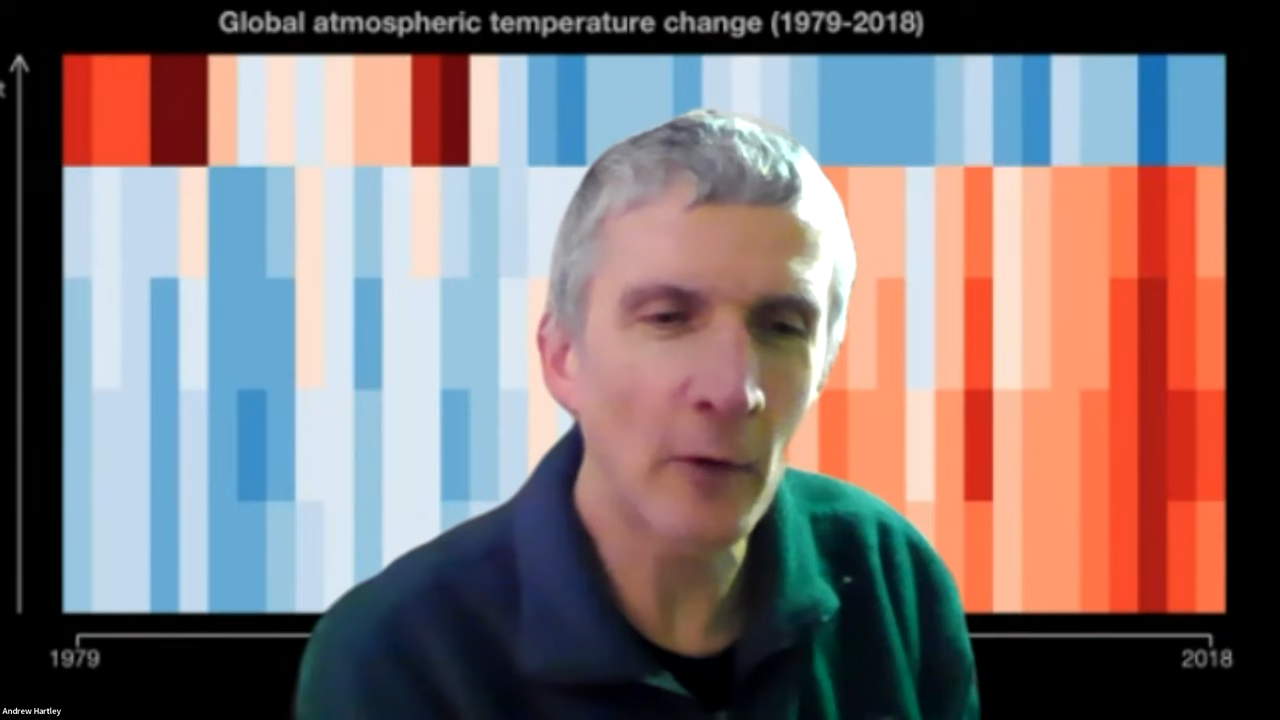 Global atmospheric temperature change (1979-2018)
1979
2018
Andrew Hartley